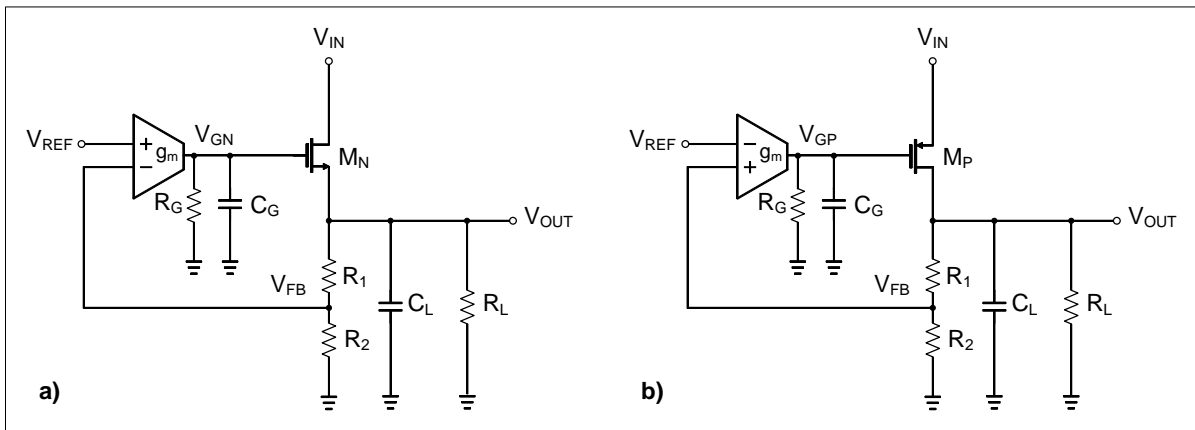 V_IN
V_REF
+
−
g_m
V_GN
M_N
R_G
C_G
V_OUT
V_FB
R_1
C_L
R_L
R_2
a)
V_IN
V_REF
−
+
g_m
V_GP
M_P
R_G
C_G
V_OUT
V_FB
R_1
C_L
R_L
R_2
b)